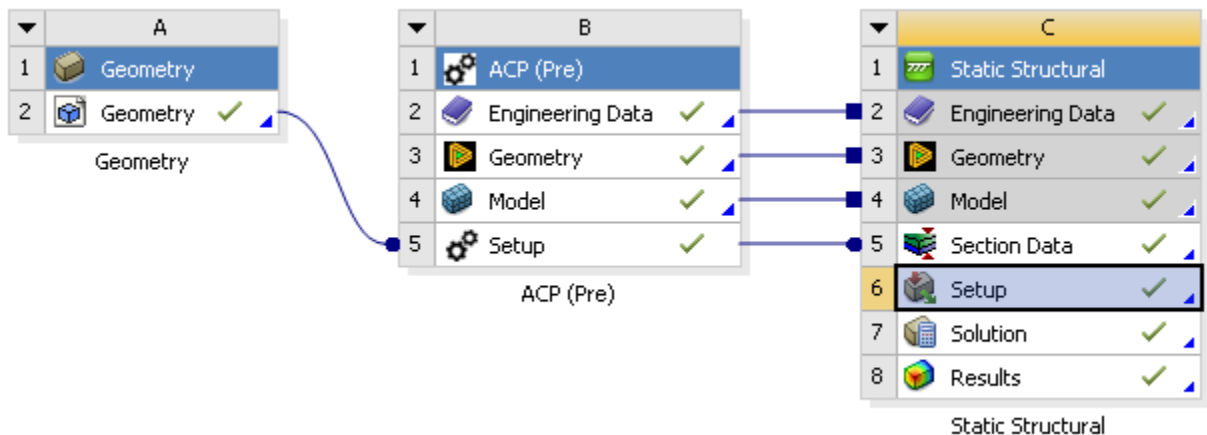 A
1 Geometry
2 Geometry
Geometry
B
1 ACP (Pre)
2 Engineering Data
3 Geometry
4 Model
5 Setup
ACP (Pre)
C
1 Static Structural
2 Engineering Data
3 Geometry
4 Model
5 Section Data
6 Setup
7 Solution
8 Results
Static Structural